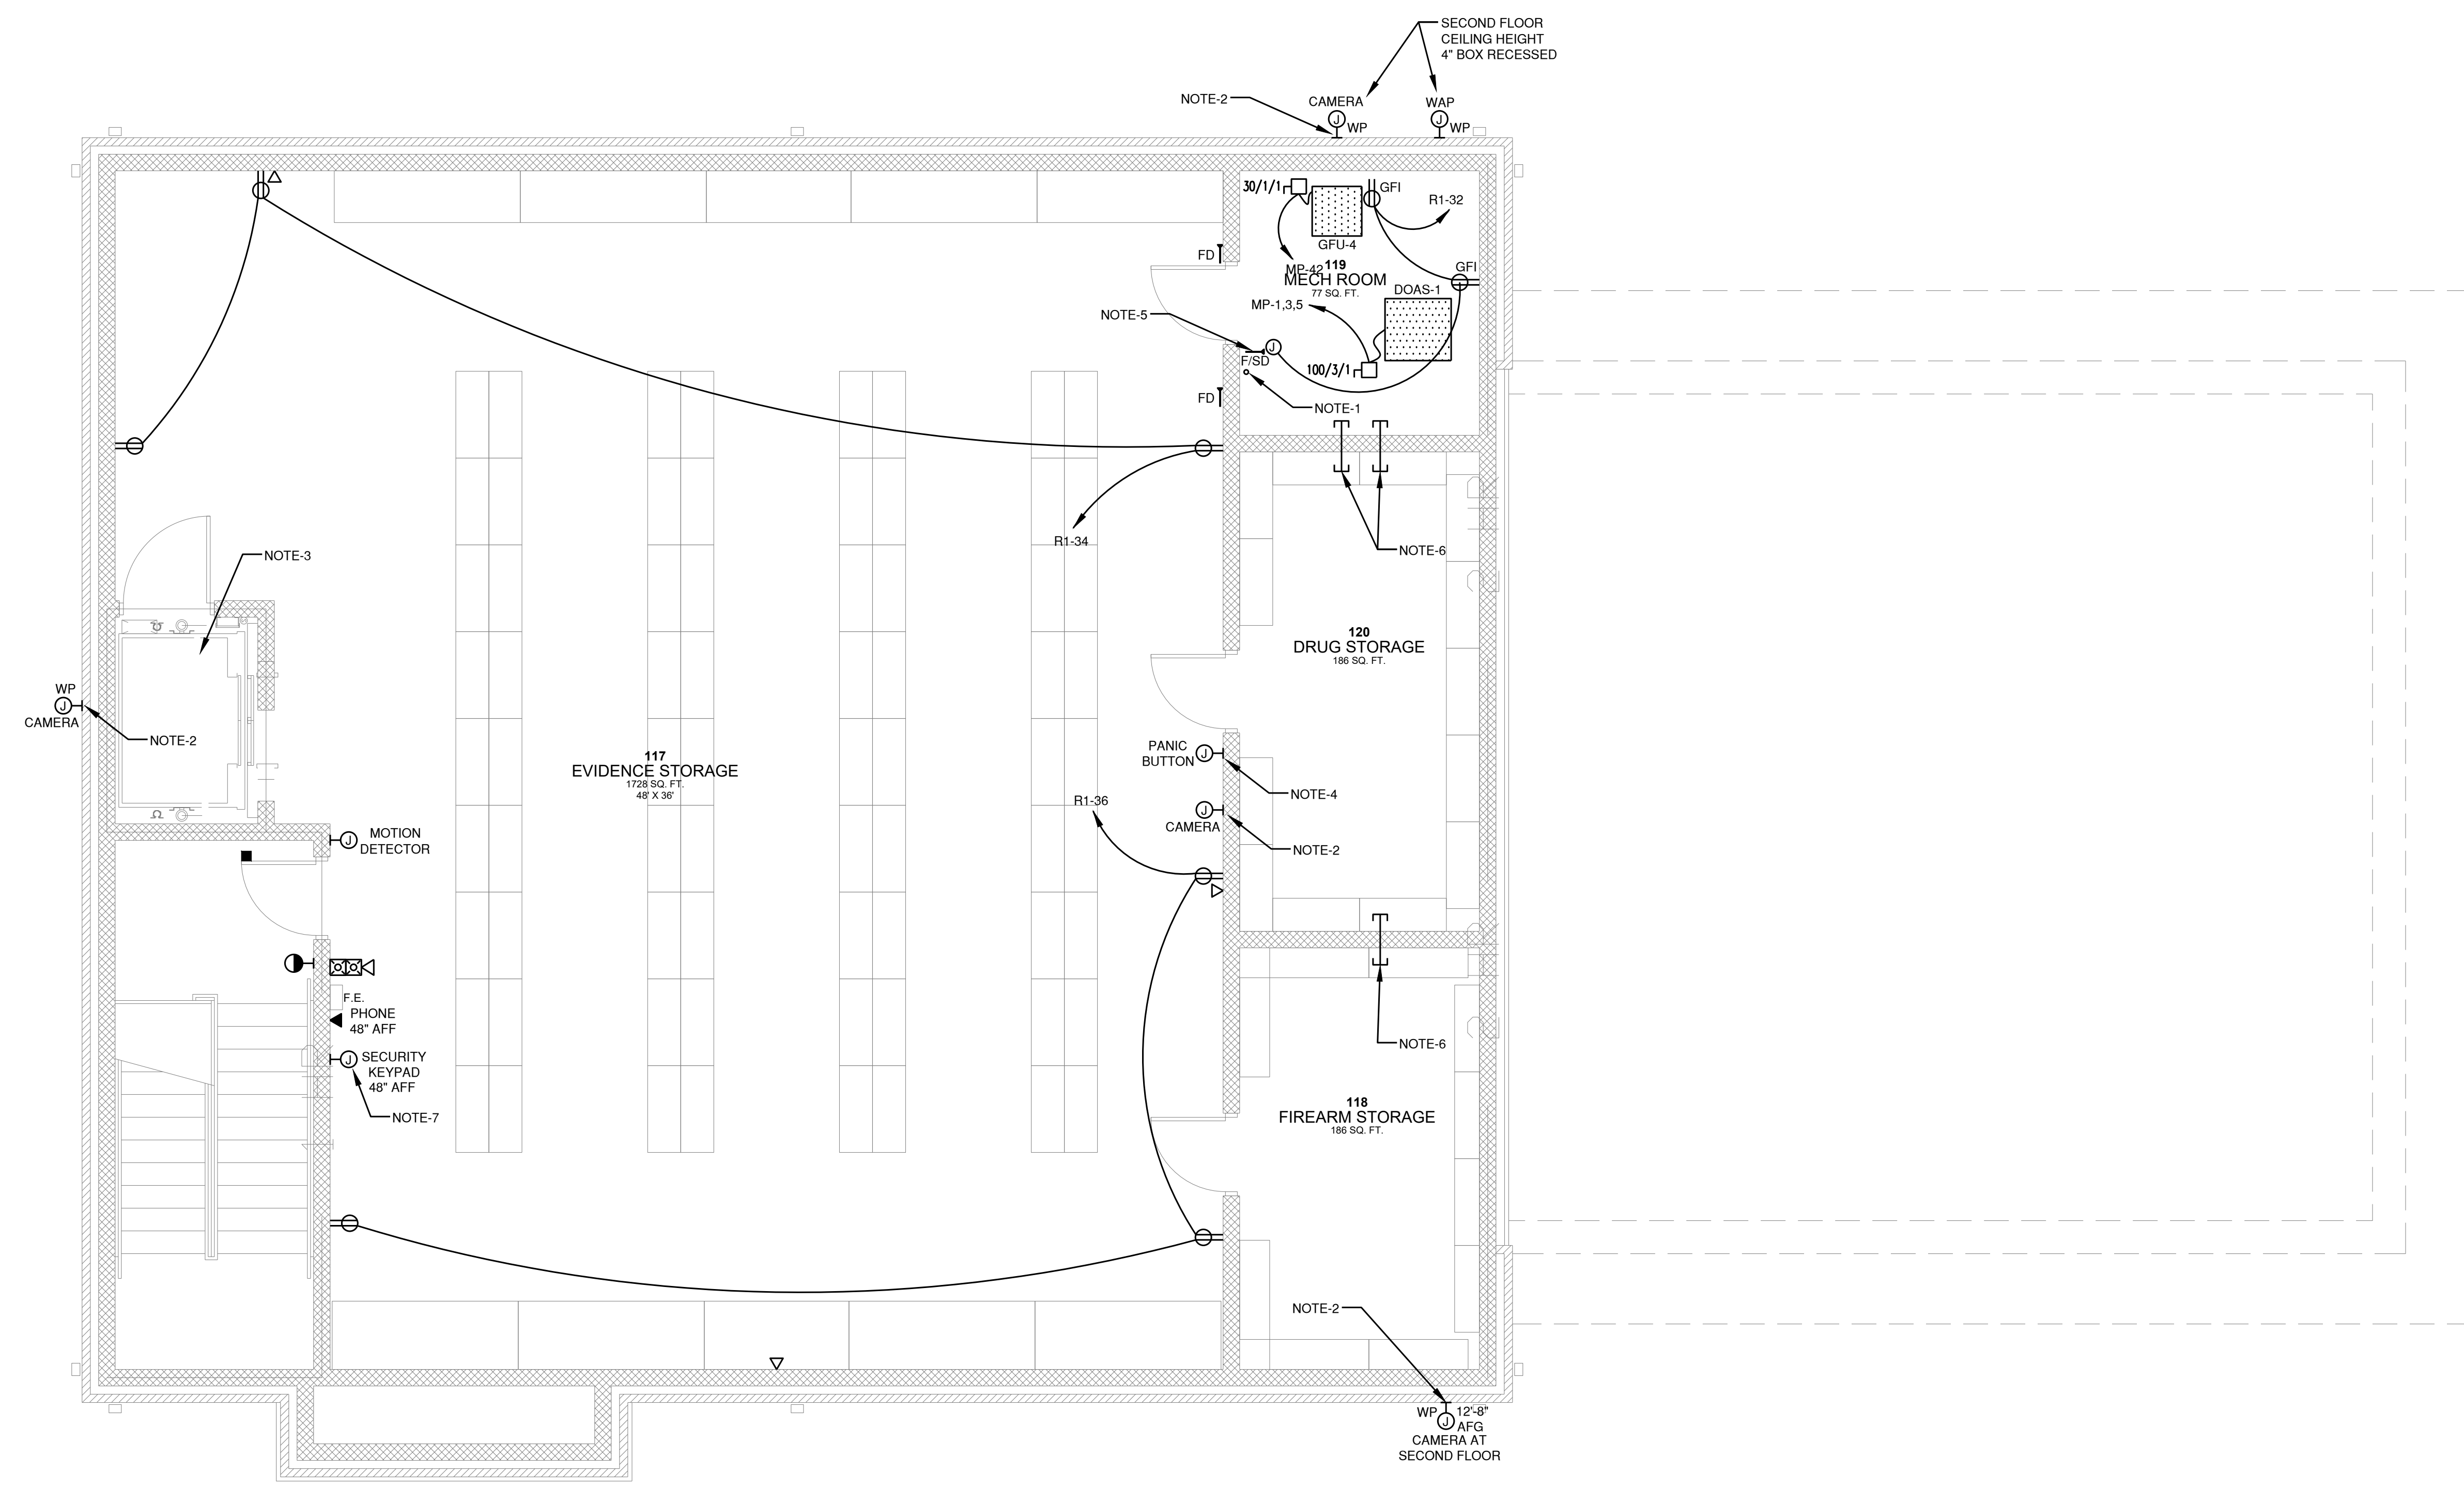 SECOND FLOOR
CEILING HEIGHT
4" BOX RECESSED
NOTE-2
CAMERA
J
WP
WAP
J
WP
30/1/1
GFI
R1-32
GFU-4
FD
MP-42
119
MECH ROOM
77 SQ. FT.
GFI
DOAS-1
MP-1,3,5
NOTE-5
J
F/SD
100/3/1
FD
NOTE-1
R1-34
NOTE-6
NOTE-3
120
DRUG STORAGE
186 SQ. FT.
WP
J
CAMERA
NOTE-2
117
EVIDENCE STORAGE
1728 SQ. FT.
48' X 36'
PANIC
BUTTON
J
NOTE-4
R1-36
J
CAMERA
NOTE-2
J
MOTION
DETECTOR
F.E.
PHONE
48" AFF
J
SECURITY
KEYPAD
48" AFF
NOTE-7
NOTE-6
118
FIREARM STORAGE
186 SQ. FT.
NOTE-2
WP
J
12'-8"
AFG
CAMERA AT
SECOND FLOOR